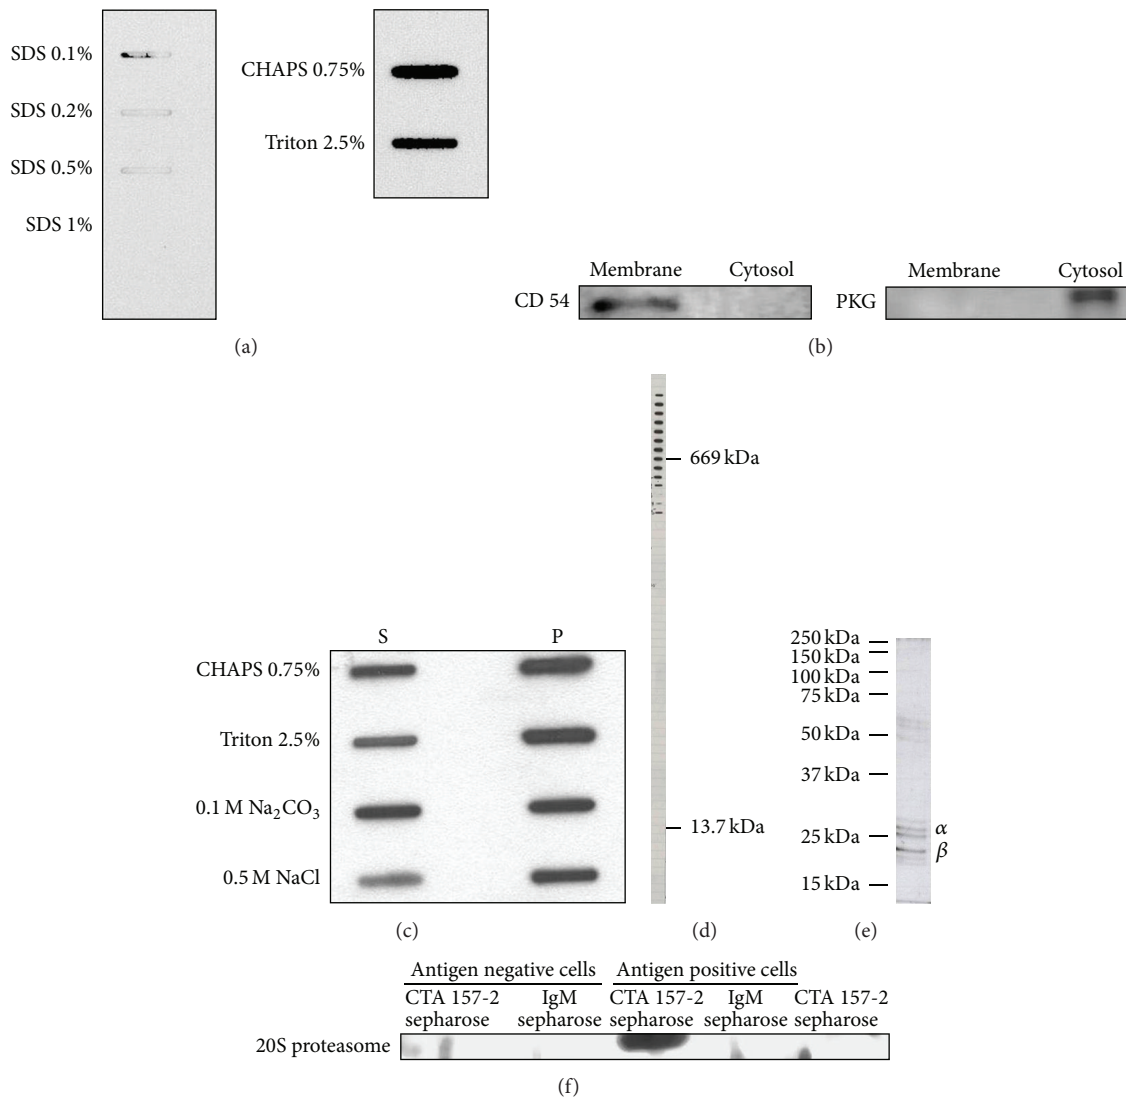 SDS 0.1%
SDS 0.2%
SDS 0.5%
SDS 1%
CHAPS 0.75%
Triton 2.5%
(a)
Membrane Cytosol
CD 54
Membrane Cytosol
PKG
(b)
S P
CHAPS 0.75%
Triton 2.5%
0.1 M Na₂CO₃
0.5 M NaCl
(c)
669 kDa
13.7 kDa
(d)
250 kDa
150 kDa
100 kDa
75 kDa
50 kDa
37 kDa
25 kDa
15 kDa
α
β
(e)
Antigen negative cells Antigen positive cells
CTA 157-2 IgM CTA 157-2 IgM CTA 157-2
sepharose sepharose sepharose sepharose sepharose
20S proteasome
(f)